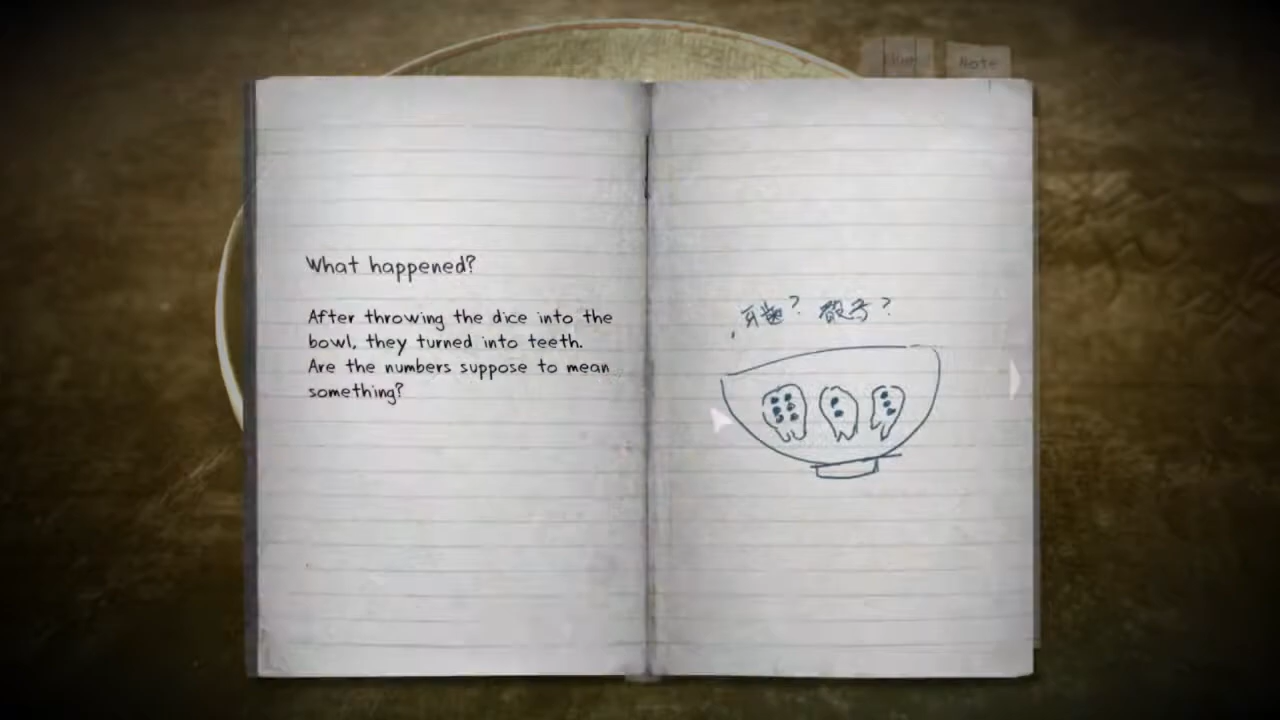 Note
What happened?
After throwing the dice into the
bowl, they turned into teeth.
Are the numbers suppose to mean
something?
牙齒? 骰子?